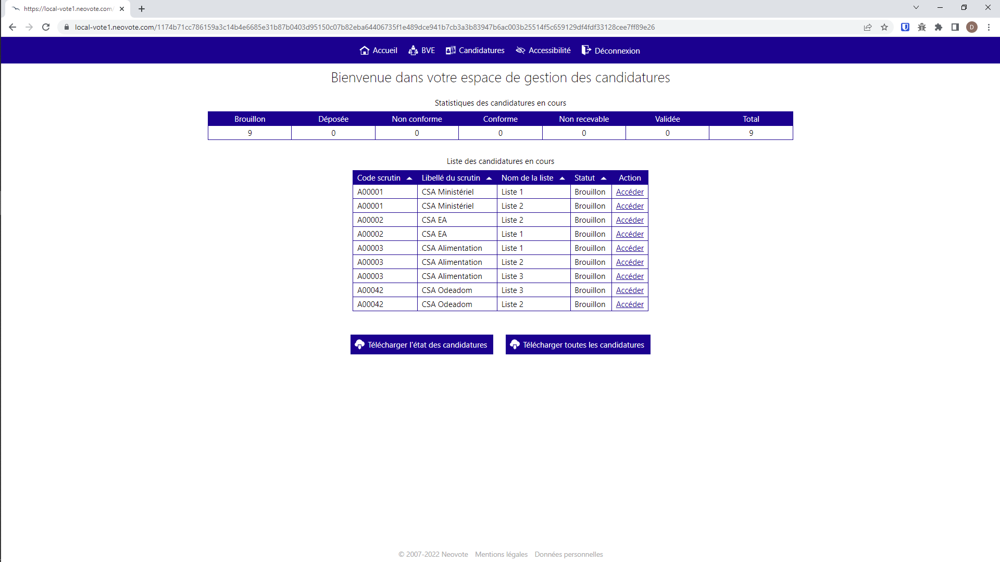 https://local-vote1.neovote.com/
local-vote1.neovote.com/1174b71cc786159a3c14b4e6685e31b87b0403d95150c07b82eba64406735f1e489dce941b7cb3a3b83947b6ac003b25514f5c659129df4fdf33128cee7ff89e26
D
Accueil BVE Candidatures Accessibilité Déconnexion
Bienvenue dans votre espace de gestion des candidatures
Statistiques des candidatures en cours
Brouillon Déposée Non conforme Conforme Non recevable Validée Total
9 0 0 0 0 0 9
Liste des candidatures en cours
Code scrutin Libellé du scrutin Nom de la liste Statut Action
A00001 CSA Ministériel Liste 1 Brouillon Accéder
A00001 CSA Ministériel Liste 2 Brouillon Accéder
A00002 CSA EA Liste 2 Brouillon Accéder
A00002 CSA EA Liste 1 Brouillon Accéder
A00003 CSA Alimentation Liste 1 Brouillon Accéder
A00003 CSA Alimentation Liste 2 Brouillon Accéder
A00003 CSA Alimentation Liste 3 Brouillon Accéder
A00042 CSA Odeadom Liste 3 Brouillon Accéder
A00042 CSA Odeadom Liste 2 Brouillon Accéder
Télécharger l'état des candidatures Télécharger toutes les candidatures
© 2007-2022 Neovote Mentions légales Données personnelles